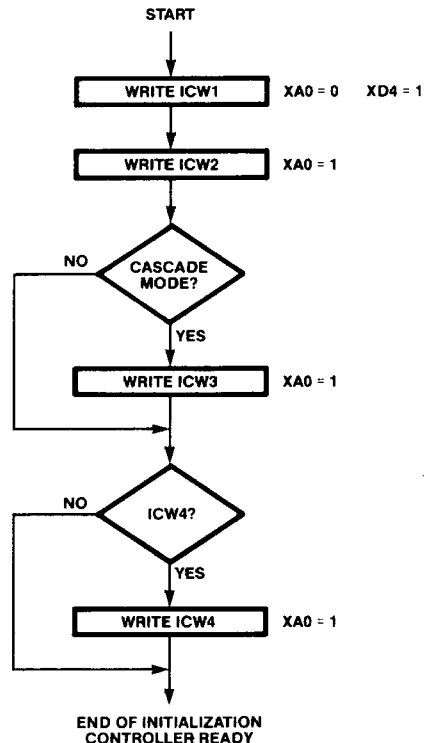 START
WRITE ICW1 XA0 = 0 XD4 = 1
WRITE ICW2 XA0 = 1
NO
CASCADE
MODE?
YES
WRITE ICW3 XA0 = 1
NO
ICW4?
YES
WRITE ICW4 XA0 = 1
END OF INITIALIZATION
CONTROLLER READY